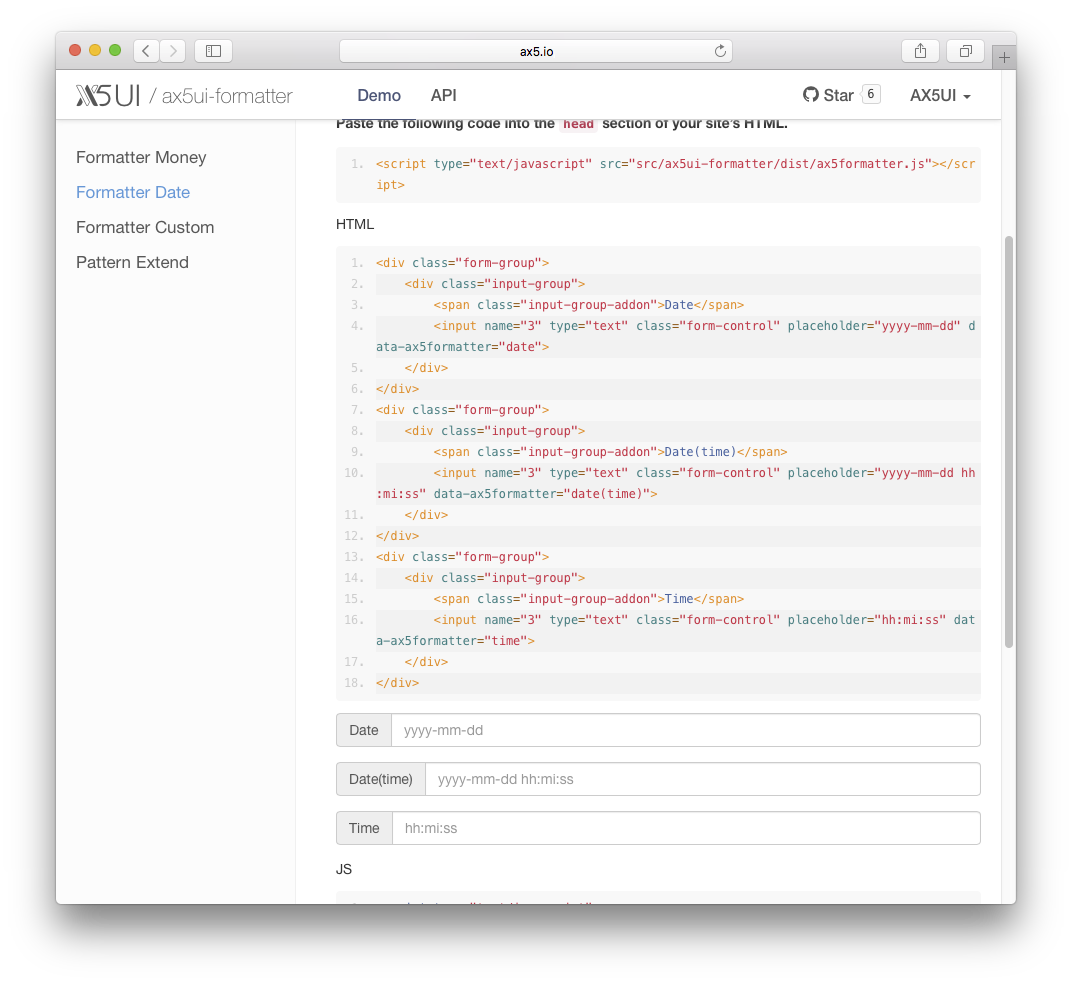 ax5.io
AX5UI / ax5ui-formatter Demo API Star 6 AX5UI
Formatter Money
Formatter Date
Formatter Custom
Pattern Extend
Paste the following code into the head section of your site's HTML.
1. <script type="text/javascript" src="src/ax5ui-formatter/dist/ax5formatter.js"></scr
ipt>
HTML
1. <div class="form-group">
2. <div class="input-group">
3. <span class="input-group-addon">Date</span>
4. <input name="3" type="text" class="form-control" placeholder="yyyy-mm-dd" d
ata-ax5formatter="date">
5. </div>
6. </div>
7. <div class="form-group">
8. <div class="input-group">
9. <span class="input-group-addon">Date(time)</span>
10. <input name="3" type="text" class="form-control" placeholder="yyyy-mm-dd hh
:mi:ss" data-ax5formatter="date(time)">
11. </div>
12. </div>
13. <div class="form-group">
14. <div class="input-group">
15. <span class="input-group-addon">Time</span>
16. <input name="3" type="text" class="form-control" placeholder="hh:mi:ss" dat
a-ax5formatter="time">
17. </div>
18. </div>
Date yyyy-mm-dd
Date(time) yyyy-mm-dd hh:mi:ss
Time hh:mi:ss
JS